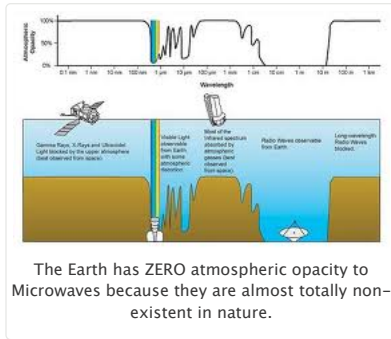 Atmospheric
Opacity
100%
50%
0%
0.1 nm
1 nm
10 nm
100 nm
1 μm
10 μm
100 μm
1 mm
1 cm
10 cm
1 m
10 m
100 m
1 km
Wavelength
Gamma Rays, X-Rays and Ultraviolet
Light blocked by the upper atmosphere
(best observed from space).
Visible Light
observable
from Earth,
with some
atmospheric
distortion.
Most of the
Infrared spectrum
absorbed by
atmospheric
gasses (best
observed
from space).
Radio Waves observable
from Earth.
Long-wavelength
Radio Waves
blocked.
The Earth has ZERO atmospheric opacity to
Microwaves because they are almost totally non-
existent in nature.